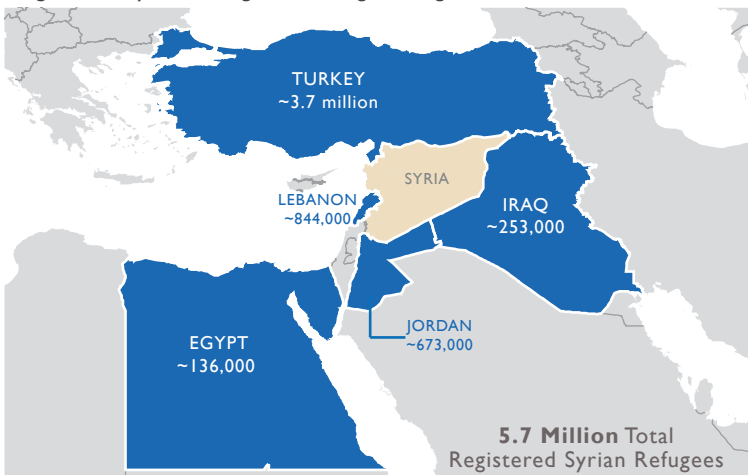 TURKEY
~3.7 million
SYRIA
LEBANON
~844,000
IRAQ
~253,000
JORDAN
~673,000
EGYPT
~136,000
5.7 Million Total
Registered Syrian Refugees